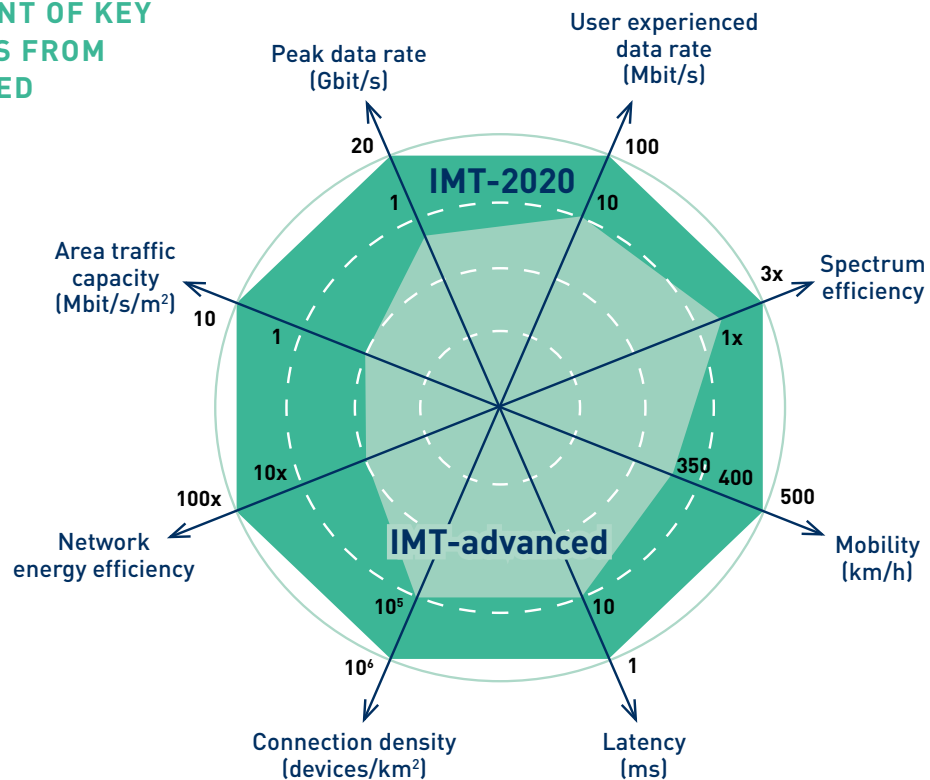 ENT OF KEY
S FROM
ED
Peak data rate
(Gbit/s)
User experienced
data rate
(Mbit/s)
20
100
IMT-2020
1
10
Area traffic
capacity
(Mbit/s/m²)
3x
Spectrum
efficiency
10
1
1x
350
400
500
100x
10x
Network
energy efficiency
Mobility
(km/h)
IMT-advanced
10⁵
10
10⁶
1
Connection density
(devices/km²)
Latency
(ms)